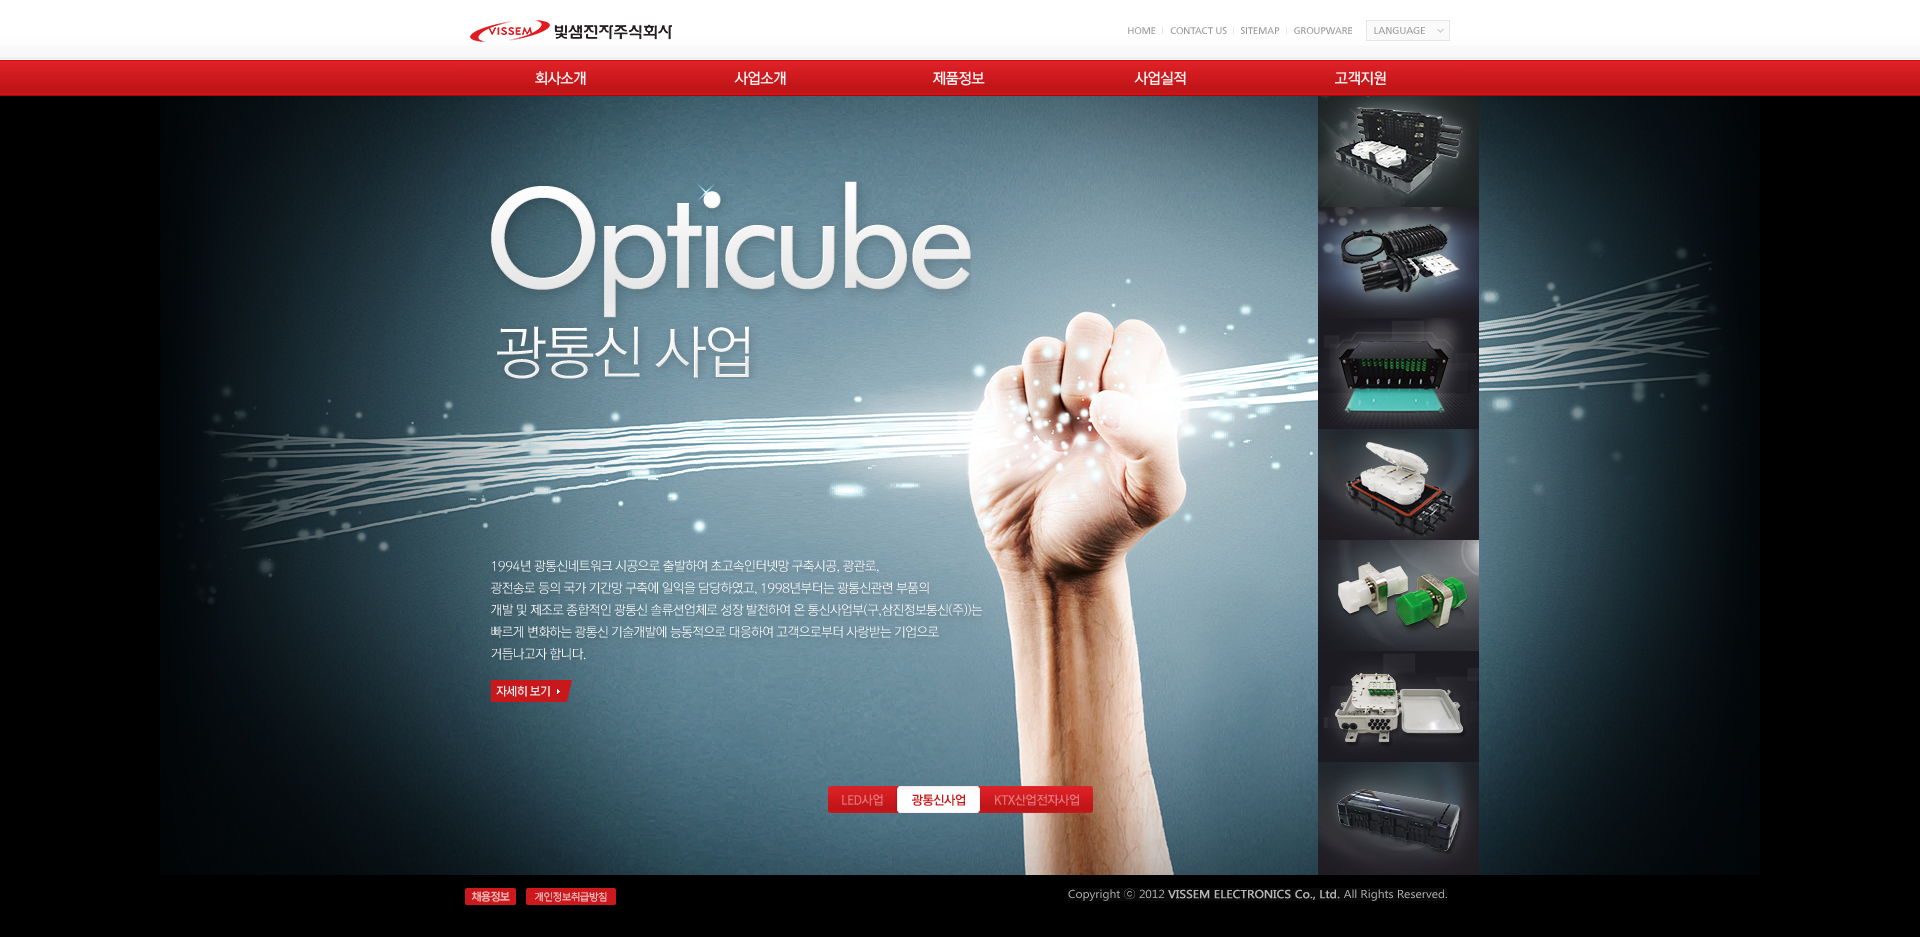 VISSEM 빛샘전자주식회사
HOME CONTACT US SITEMAP GROUPWARE LANGUAGE
회사소개 사업소개 제품정보 사업실적 고객지원
Opticube
광통신 사업
1994년 광통신네트워크 시공으로 출발하여 초고속인터넷망 구축시공, 광관로,
광전송로 등의 국가 기간망 구축에 일익을 담당하였고, 1998년부터는 광통신관련 부품의
개발 및 제조로 종합적인 광통신 솔류션업체로 성장 발전하여 온 통신사업부(구,삼진정보통신(주))는
빠르게 변화하는 광통신 기술개발에 능동적으로 대응하여 고객으로부터 사랑받는 기업으로
거듭나고자 합니다.
자세히 보기
LED사업 광통신사업 KTX산업전자사업
채용정보 개인정보취급방침
Copyright ⓒ 2012 VISSEM ELECTRONICS Co., Ltd. All Rights Reserved.